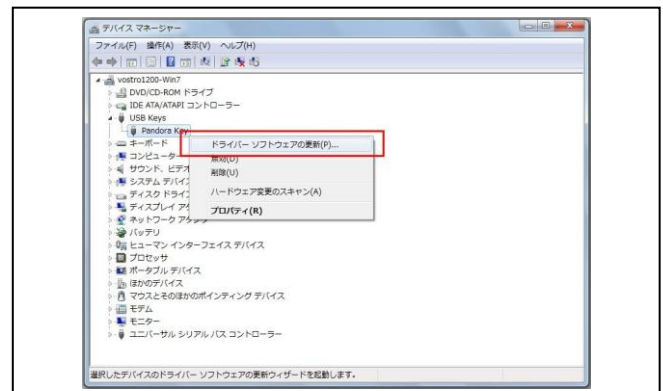 デバイス マネージャー
ファイル(F) 操作(A) 表示(V) ヘルプ(H)
vostro1200-Win7
DVD/CD-ROM ドライブ
IDE ATA/ATAPI コントローラー
USB Keys
Pandora Key
ドライバー ソフトウェアの更新(P)...
キーボード
無効(D)
コンピューター
削除(U)
サウンド、ビデオ
システム デバイ
ハードウェア変更のスキャン(A)
ディスク ドライ
ディスプレイ ア
プロパティ(R)
ネットワーク アダプター
バッテリ
ヒューマン インターフェイス デバイス
プロセッサ
ポータブル デバイス
ほかのデバイス
マウスとそのほかのポインティング デバイス
モデム
モニター
ユニバーサル シリアル バス コントローラー
選択したデバイスのドライバー ソフトウェアの更新ウィザードを起動します。